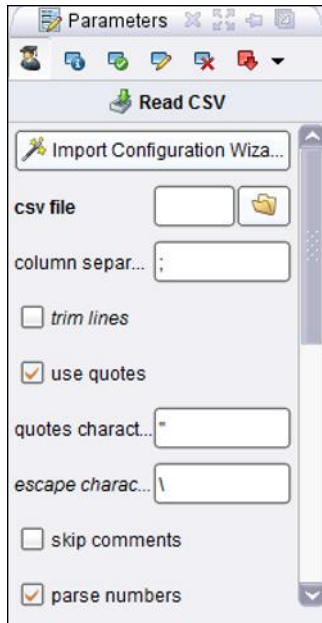 Parameters
Read CSV
Import Configuration Wiza...
csv file
column separ... ;
trim lines
use quotes
quotes charact... "
escape charac... \
skip comments
parse numbers